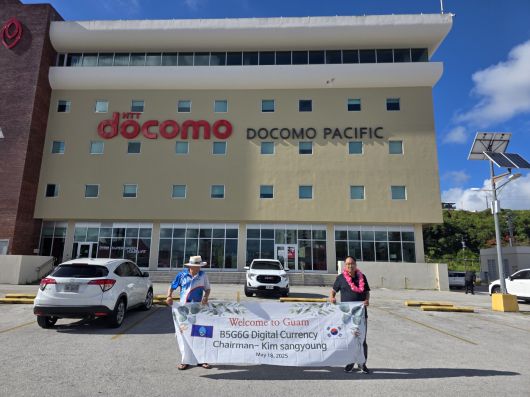 NTT
docomo
DOCOMO PACIFIC
Welcome to Guam
B5G6G Digital Currency
Chairman- Kim sangyoung
May 18, 2025